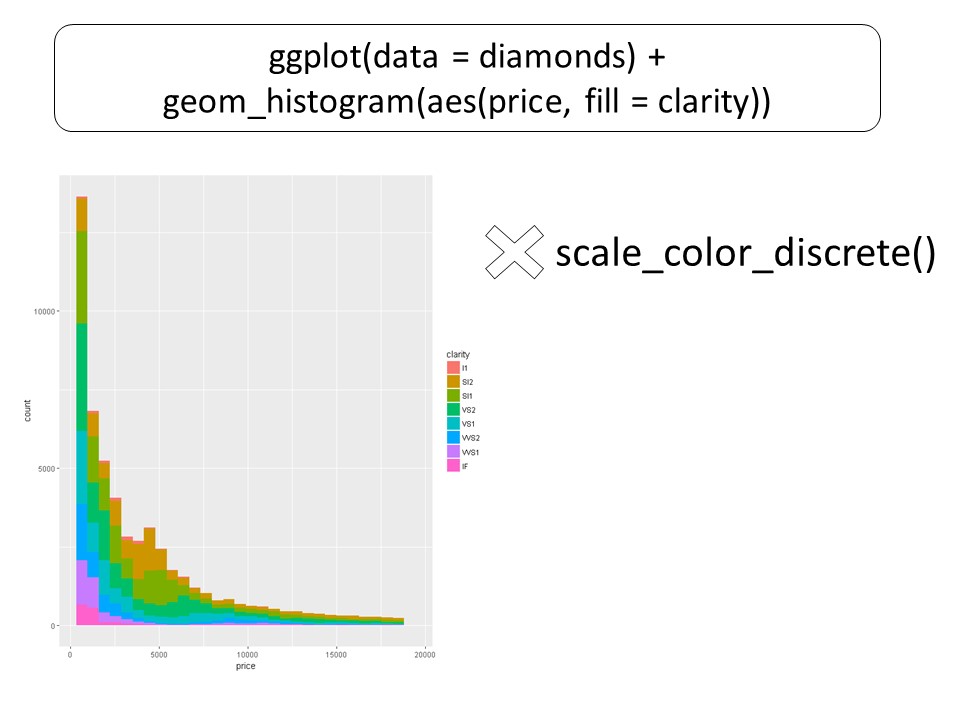 ggplot(data = diamonds) +
geom_histogram(aes(price, fill = clarity))
scale_color_discrete()
10000
5000
0
count
0 5000 10000 15000 20000
price
clarity
I1
SI2
SI1
VS2
VS1
VVS2
VVS1
IF